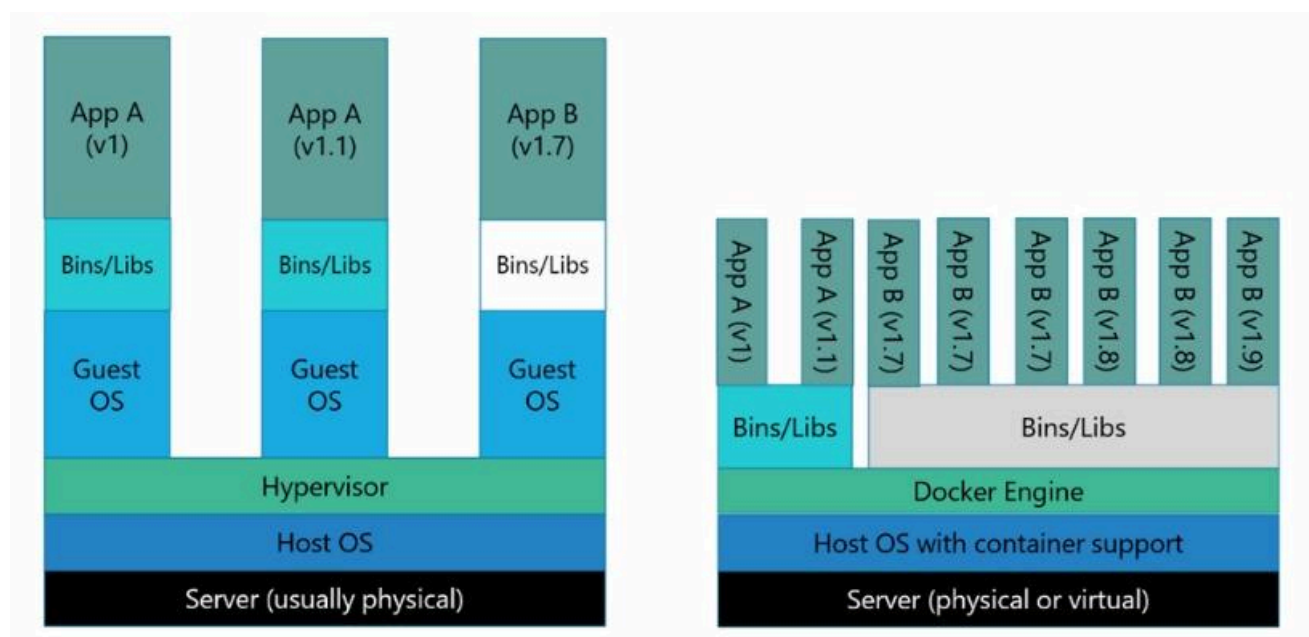 App A
(v1)
App A
(v1.1)
App B
(v1.7)
Bins/Libs
Bins/Libs
Bins/Libs
Guest
OS
Guest
OS
Guest
OS
Hypervisor
Host OS
Server (usually physical)
App A (v1)
App A (v1.1)
App B (v1.7)
App B (v1.7)
App B (v1.7)
App B (v1.8)
App B (v1.8)
App B (v1.9)
Bins/Libs
Bins/Libs
Docker Engine
Host OS with container support
Server (physical or virtual)